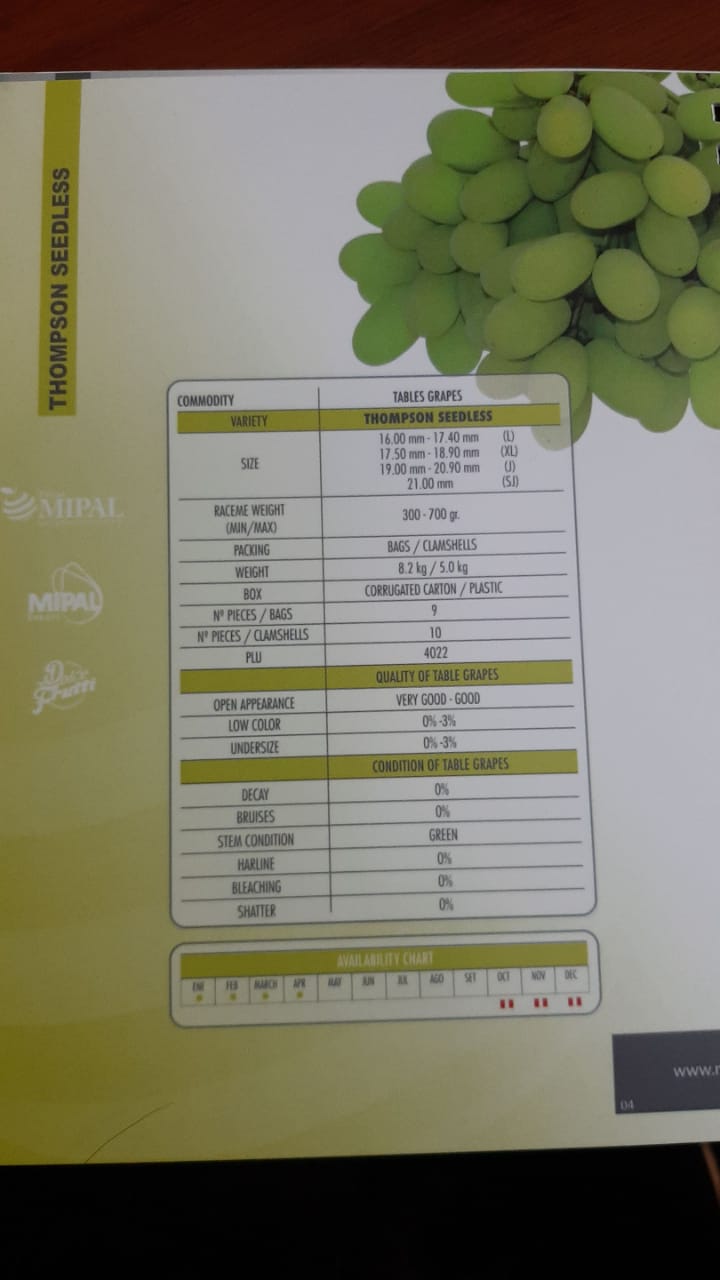 THOMPSON SEEDLESS
MIPAL
MIPAL
Dolce
Frutti
COMMODITY TABLES GRAPES
VARIETY THOMPSON SEEDLESS
SIZE
16.00 mm - 17.40 mm (L)
17.50 mm - 18.90 mm (XL)
19.00 mm - 20.90 mm (J)
21.00 mm (SJ)
RACEME WEIGHT
(MIN/MAX)
300 - 700 gr.
PACKING BAGS / CLAMSHELLS
WEIGHT 8.2 kg / 5.0 kg
BOX CORRUGATED CARTON / PLASTIC
Nº PIECES / BAGS 9
Nº PIECES / CLAMSHELLS 10
PLU 4022
QUALITY OF TABLE GRAPES
OPEN APPEARANCE VERY GOOD - GOOD
LOW COLOR 0% -3%
UNDERSIZE 0% -3%
CONDITION OF TABLE GRAPES
DECAY 0%
BRUISES 0%
STEM CONDITION GREEN
HARLINE 0%
BLEACHING 0%
SHATTER 0%
AVAILABILITY CHART
ENE FEB MARCH APR MAY JUN JUL AGO SET OCT NOV DEC
www.
04